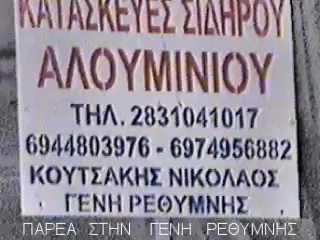 ΚΑΤΑΣΚΕΥΕΣ ΣΙΔΗΡΟΥ
ΑΛΟΥΜΙΝΙΟΥ
ΤΗΛ. 2831041017
6944803976 - 6974956882
ΚΟΥΤΣΑΚΗΣ ΝΙΚΟΛΑΟΣ
ΓΕΝΗ ΡΕΘΥΜΝΗΣ
ΠΑΡΕΑ ΣΤΗΝ ΓΕΝΗ ΡΕΘΥΜΝΗΣ